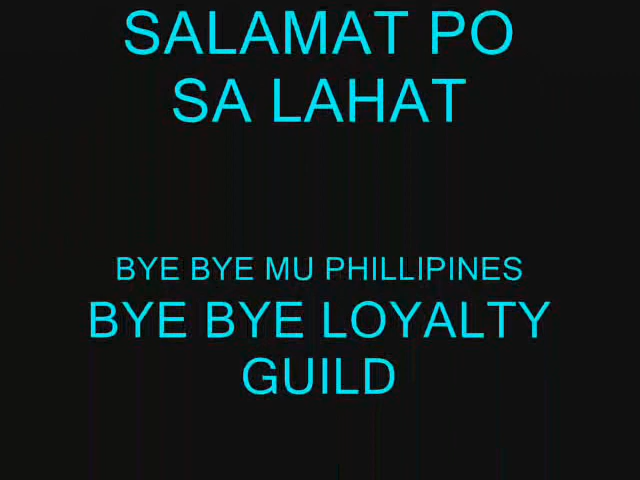 SALAMAT PO
SA LAHAT
BYE BYE MU PHILLIPINES
BYE BYE LOYALTY
GUILD